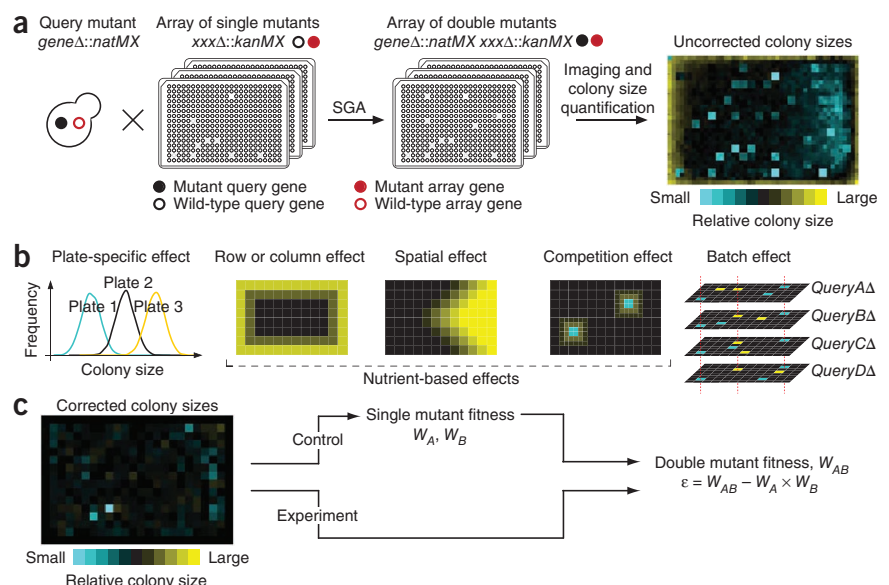 a
Query mutant
geneΔ::natMX
Array of single mutants
xxxΔ::kanMX
Array of double mutants
geneΔ::natMX xxxΔ::kanMX
SGA
Imaging and
colony size
quantification
Uncorrected colony sizes
Small Large
Relative colony size
Mutant query gene
Wild-type query gene
Mutant array gene
Wild-type array gene
b
Plate-specific effect
Frequency
Plate 1
Plate 2
Plate 3
Colony size
Row or column effect
Spatial effect
Competition effect
Nutrient-based effects
Batch effect
QueryAΔ
QueryBΔ
QueryCΔ
QueryDΔ
c
Corrected colony sizes
Small Large
Relative colony size
Control
Experiment
Single mutant fitness
W_A, W_B
Double mutant fitness, W_AB
ε = W_AB – W_A × W_B